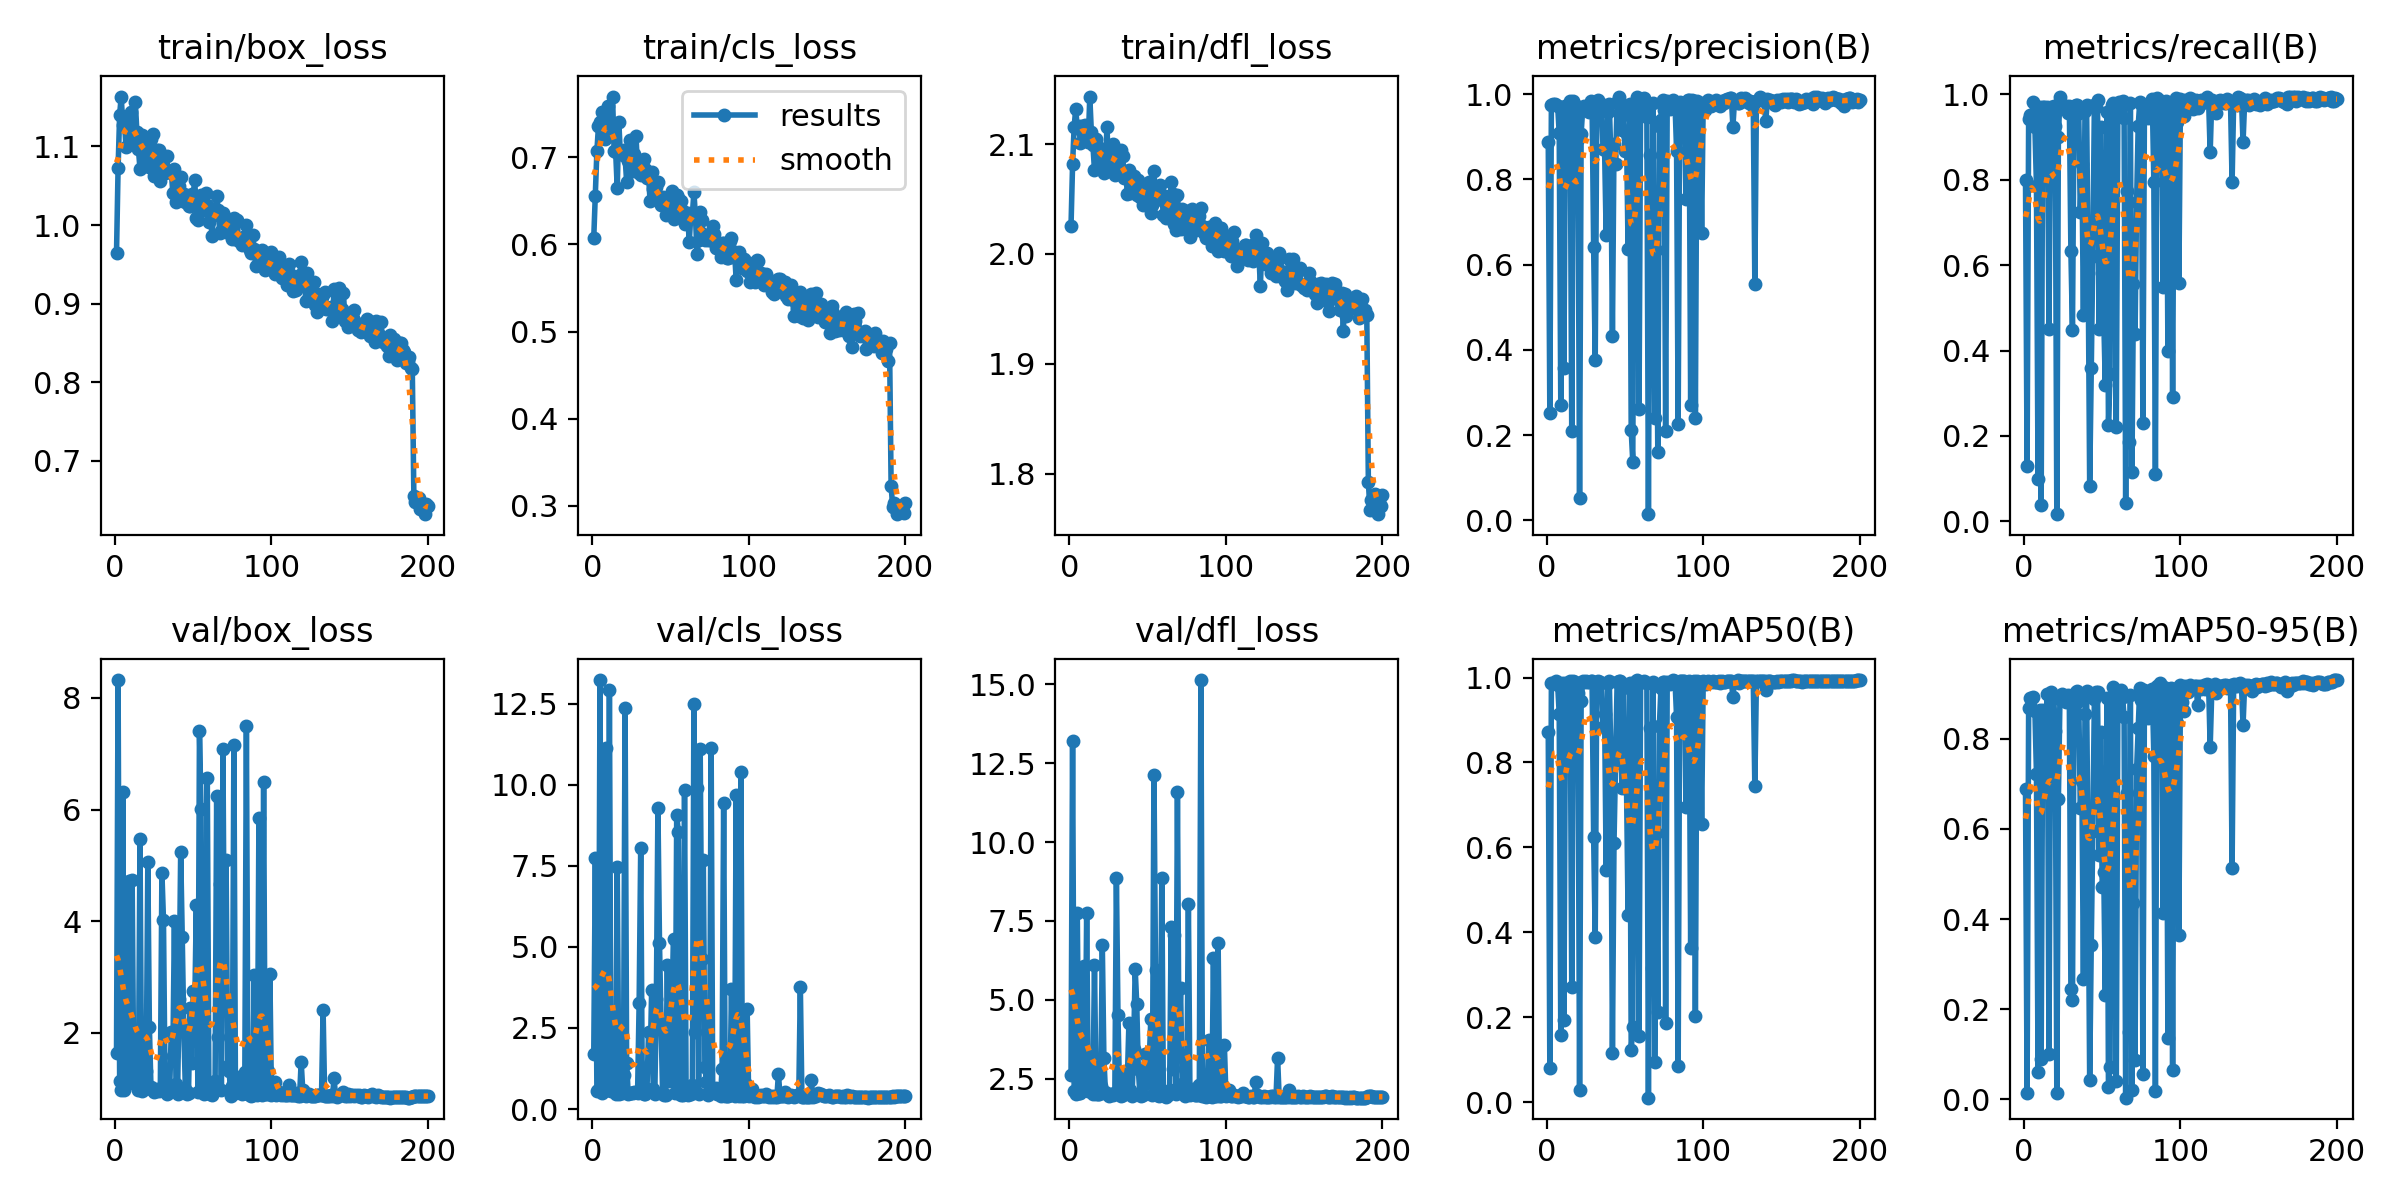 train/box_loss
1.1
1.0
0.9
0.8
0.7
0 100 200
train/cls_loss
results
smooth
0.7
0.6
0.5
0.4
0.3
0 100 200
train/dfl_loss
2.1
2.0
1.9
1.8
0 100 200
metrics/precision(B)
1.0
0.8
0.6
0.4
0.2
0.0
0 100 200
metrics/recall(B)
1.0
0.8
0.6
0.4
0.2
0.0
0 100 200
val/box_loss
8
6
4
2
0 100 200
val/cls_loss
12.5
10.0
7.5
5.0
2.5
0.0
0 100 200
val/dfl_loss
15.0
12.5
10.0
7.5
5.0
2.5
0 100 200
metrics/mAP50(B)
1.0
0.8
0.6
0.4
0.2
0.0
0 100 200
metrics/mAP50-95(B)
0.8
0.6
0.4
0.2
0.0
0 100 200